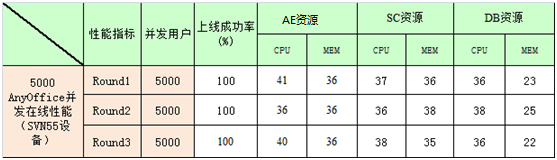 性能指标 并发用户 上线成功率(%) AE资源 SC资源 DB资源
CPU MEM CPU MEM CPU MEM
5000
AnyOffice并
发在线性能
（SVN55设
备）
Round1 5000 100 41 36 37 36 36 23
Round2 5000 100 36 36 36 38 38 25
Round3 5000 100 40 36 38 35 36 22